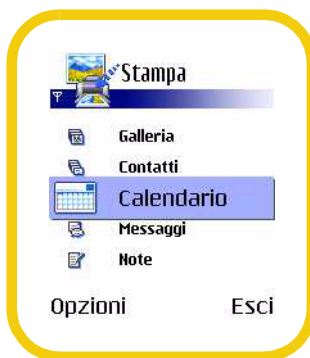 Stampa
Galleria
Contatti
Calendario
Messaggi
Note
Opzioni Esci